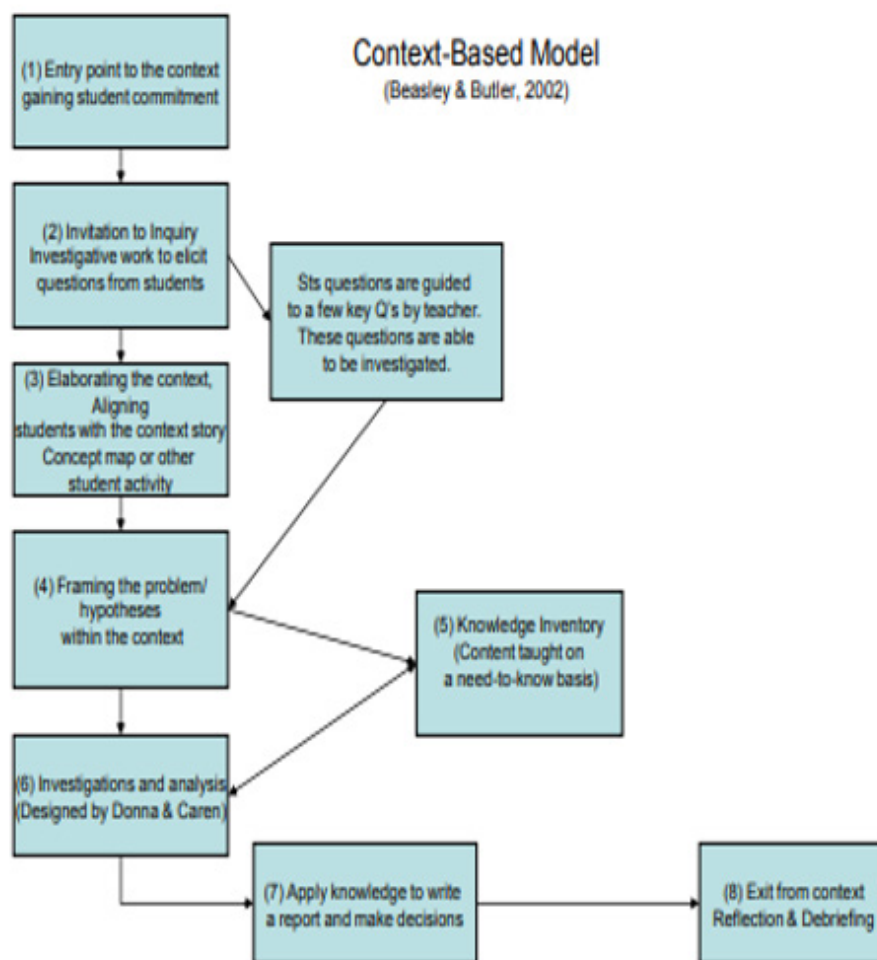 Context-Based Model
(Beasley & Butler, 2002)
(1) Entry point to the context
gaining student commitment
(2) Invitation to Inquiry
Investigative work to elicit
questions from students
Sts questions are guided
to a few key Q's by teacher.
These questions are able
to be investigated.
(3) Elaborating the context,
Aligning
students with the context story
Concept map or other
student activity
(4) Framing the problem/
hypotheses
within the context
(5) Knowledge Inventory
(Content taught on
a need-to-know basis)
(6) Investigations and analysis
(Designed by Donna & Caren)
(7) Apply knowledge to write
a report and make decisions
(8) Exit from context
Reflection & Debriefing